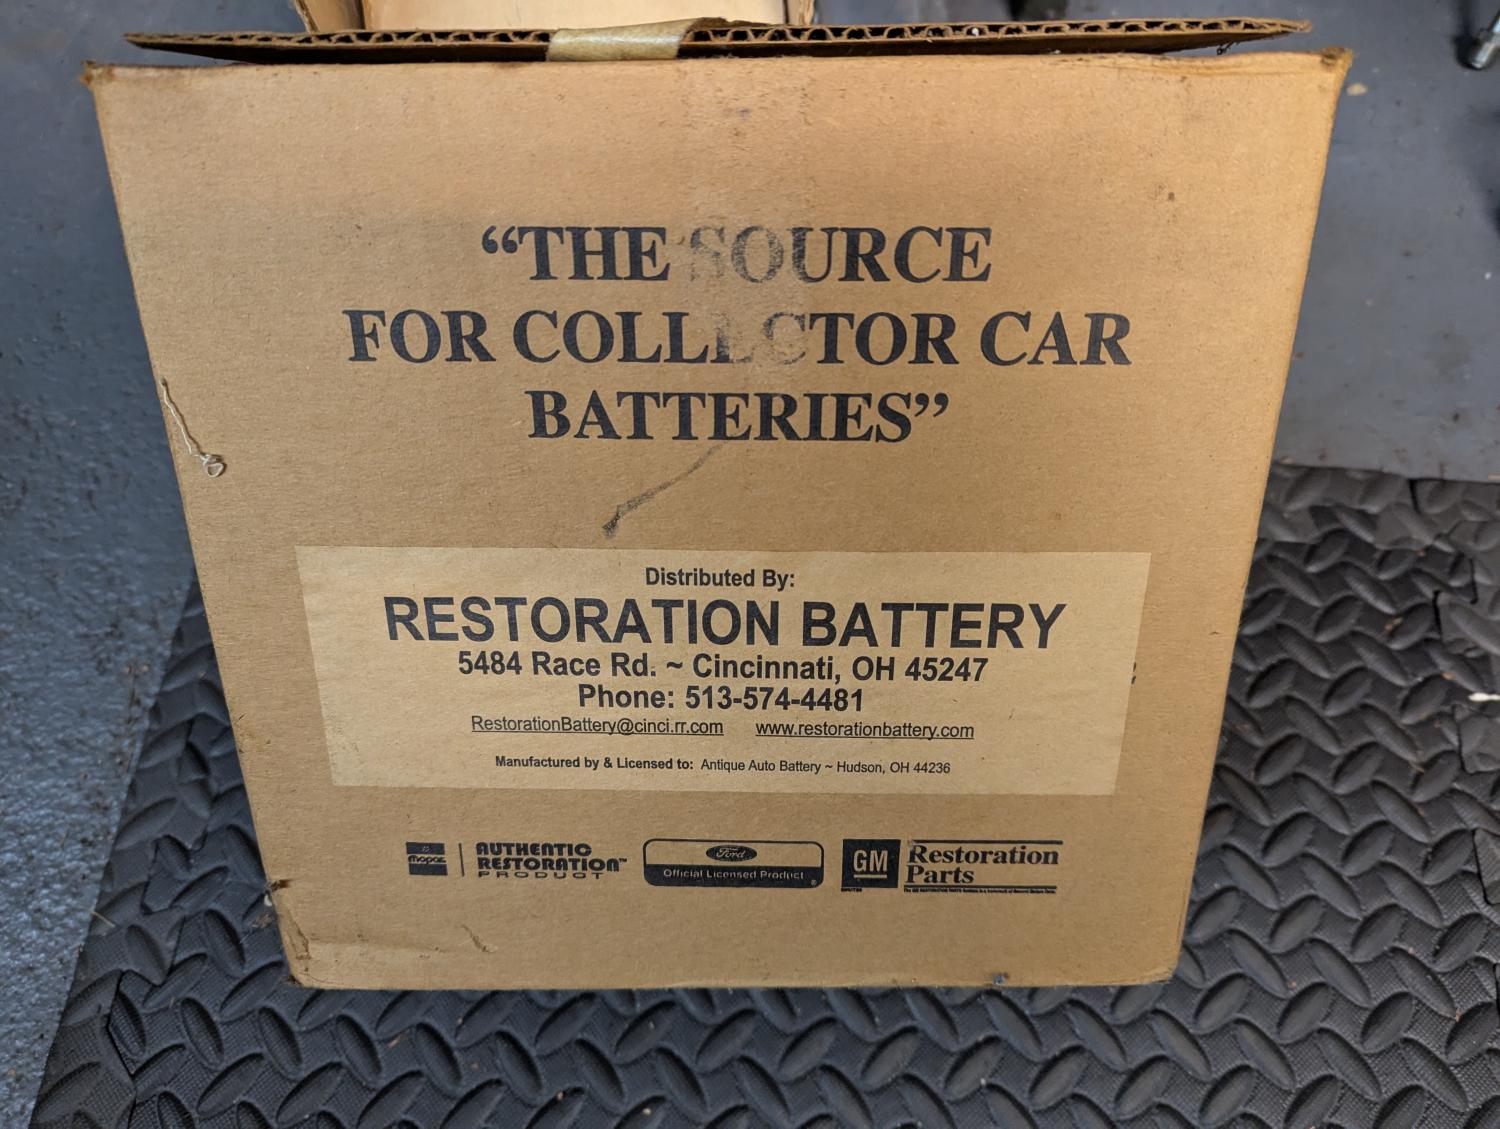 “THE SOURCE
FOR COLLECTOR CAR
BATTERIES”
Distributed By:
RESTORATION BATTERY
5484 Race Rd. ~ Cincinnati, OH 45247
Phone: 513-574-4481
RestorationBattery@cinci.rr.com www.restorationbattery.com
Manufactured by & Licensed to: Antique Auto Battery ~ Hudson, OH 44236
mopar
AUTHENTIC
RESTORATION™
PRODUCT
Ford
Official Licensed Product
GM
Restoration
Parts